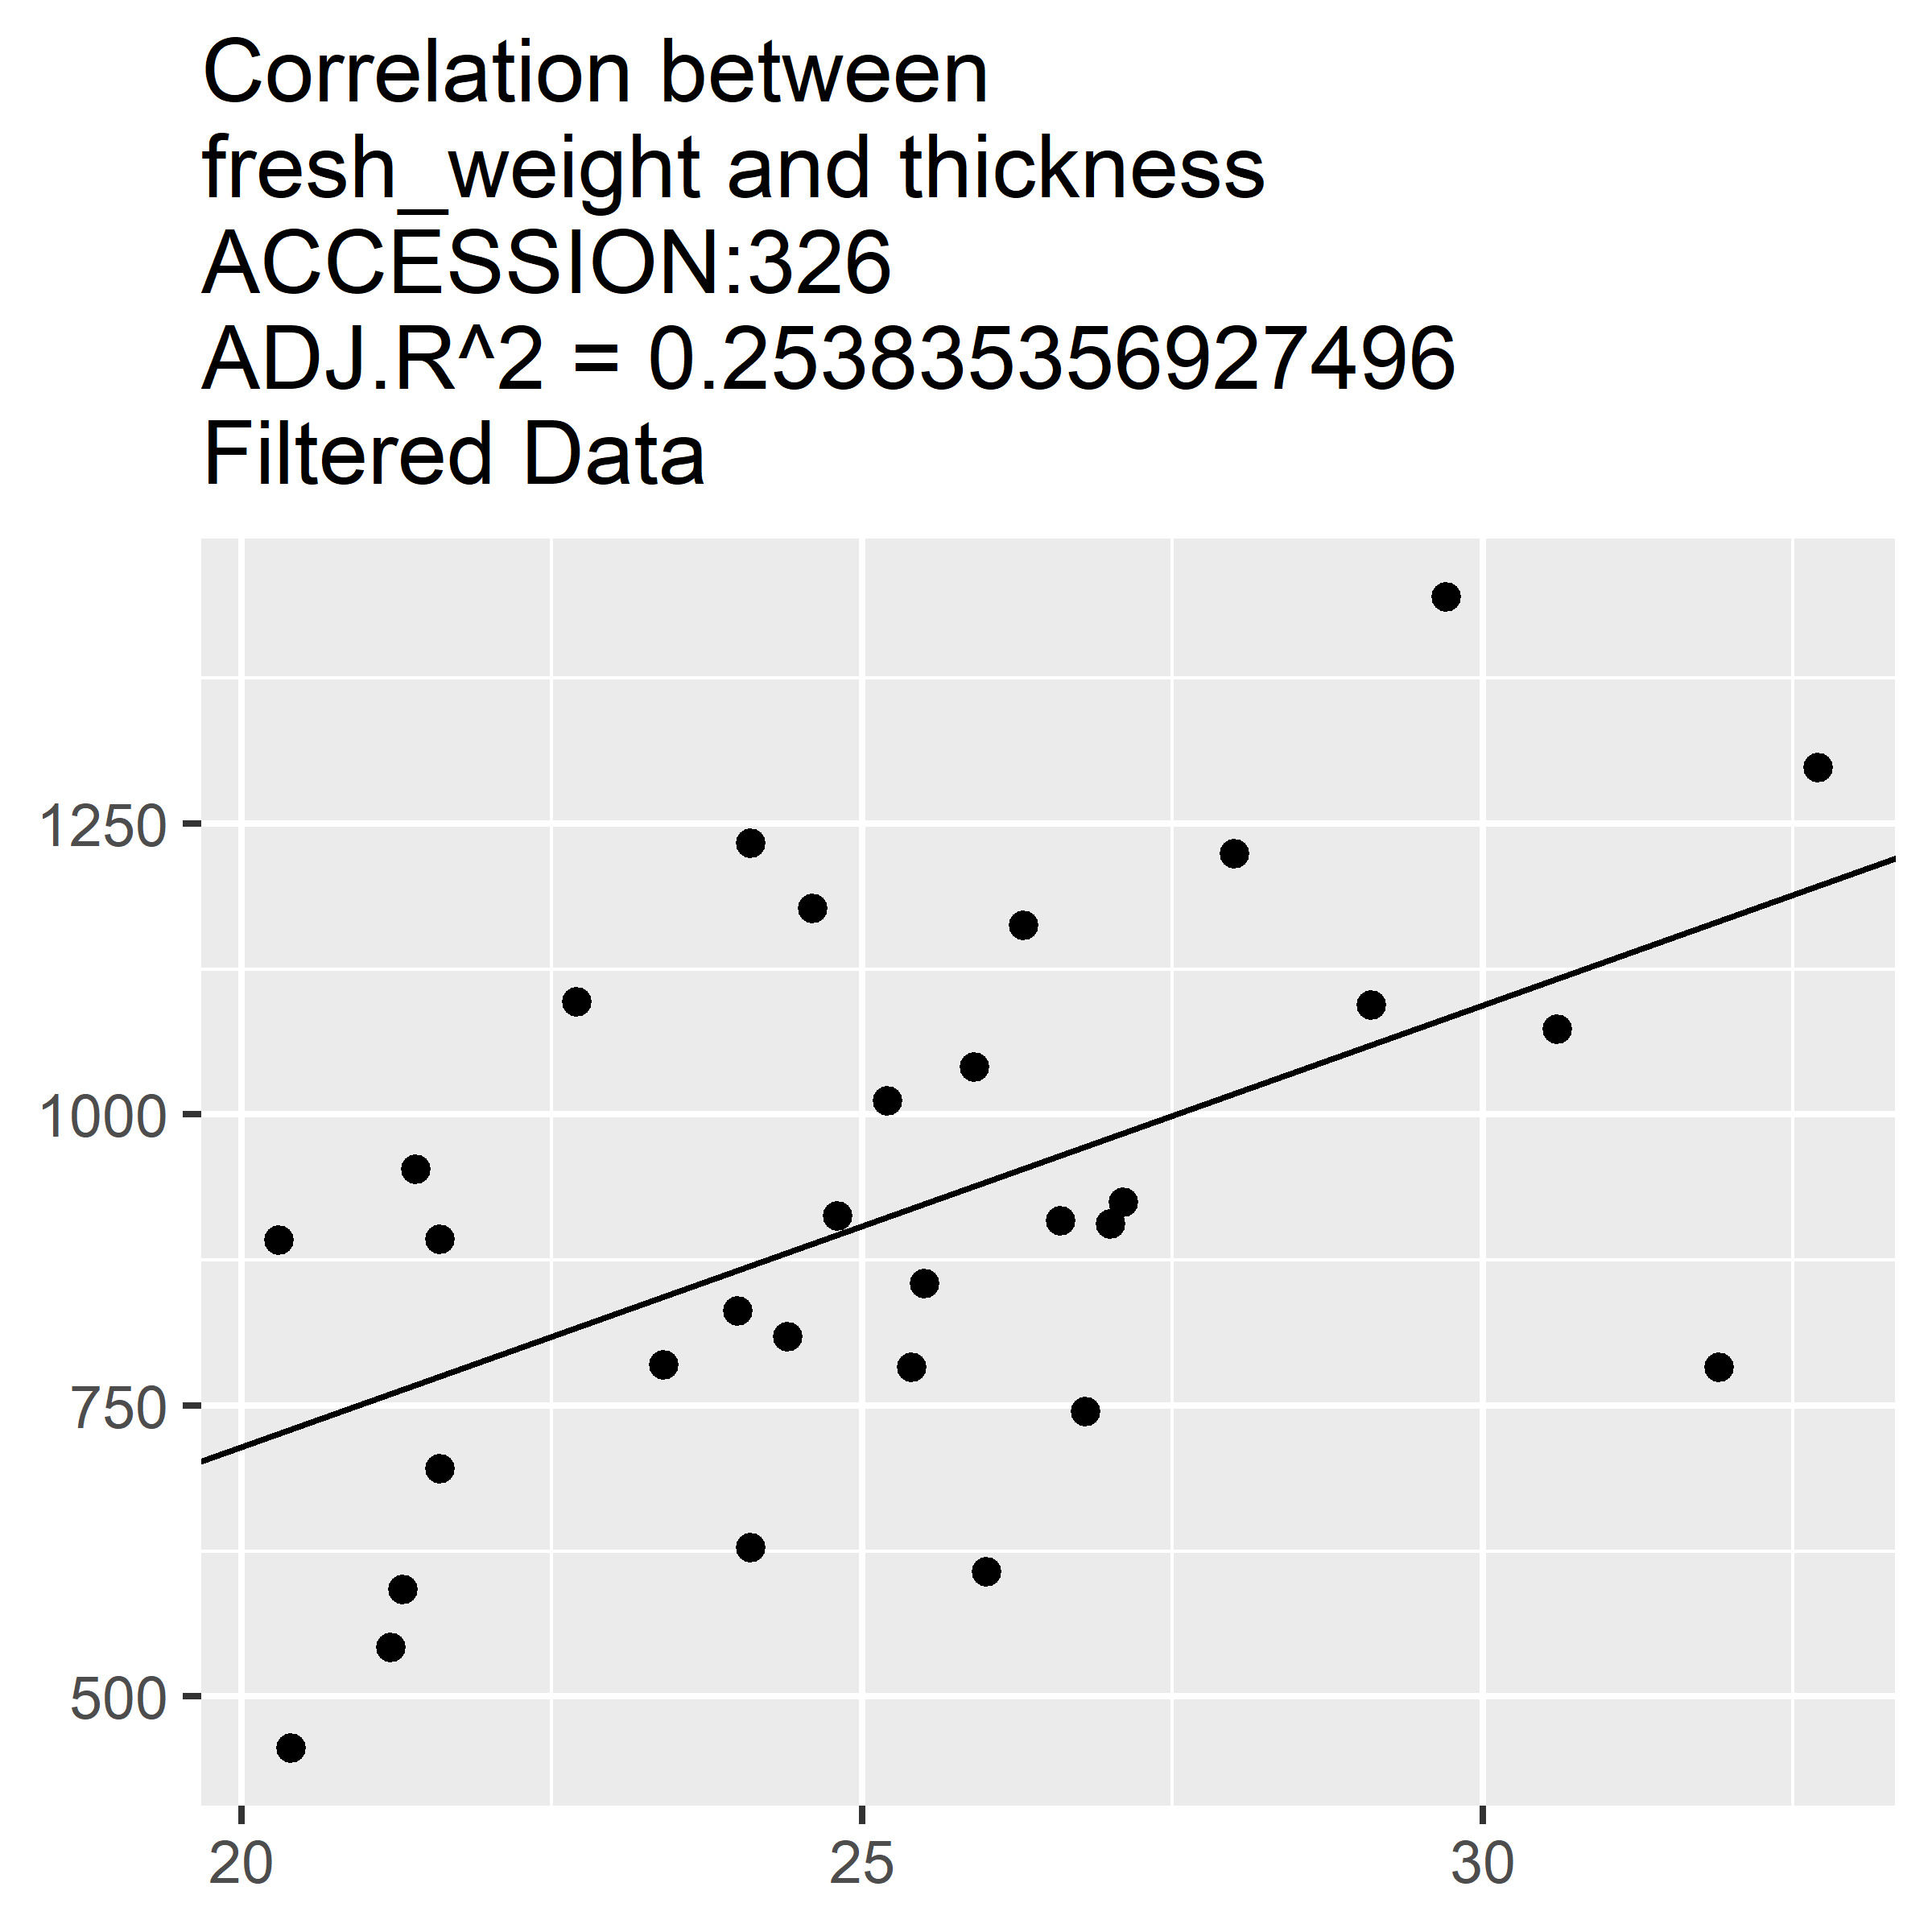 Correlation between
fresh_weight and thickness
ACCESSION:326
ADJ.R^2 = 0.253835356927496
Filtered Data
1250
1000
750
500
20 25 30